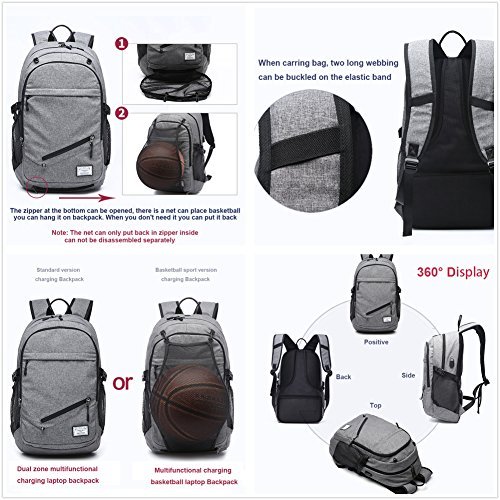 1
2
The zipper at the bottom can be opened, there is a net can place basketball
you can hang it on backpack. When you don't need it you can put it back
Note: The net can only put back in zipper inside
can not be disassembled separately
When carring bag, two long webbing
can be buckled on the elastic band
Standard version
charging Backpack
Basketball sport version
charging Backpack
or
Dual zone multifunctional
charging laptop backpack
Multifunctional charging
basketball laptop Backpack
360° Display
Positive
Back
Side
Top